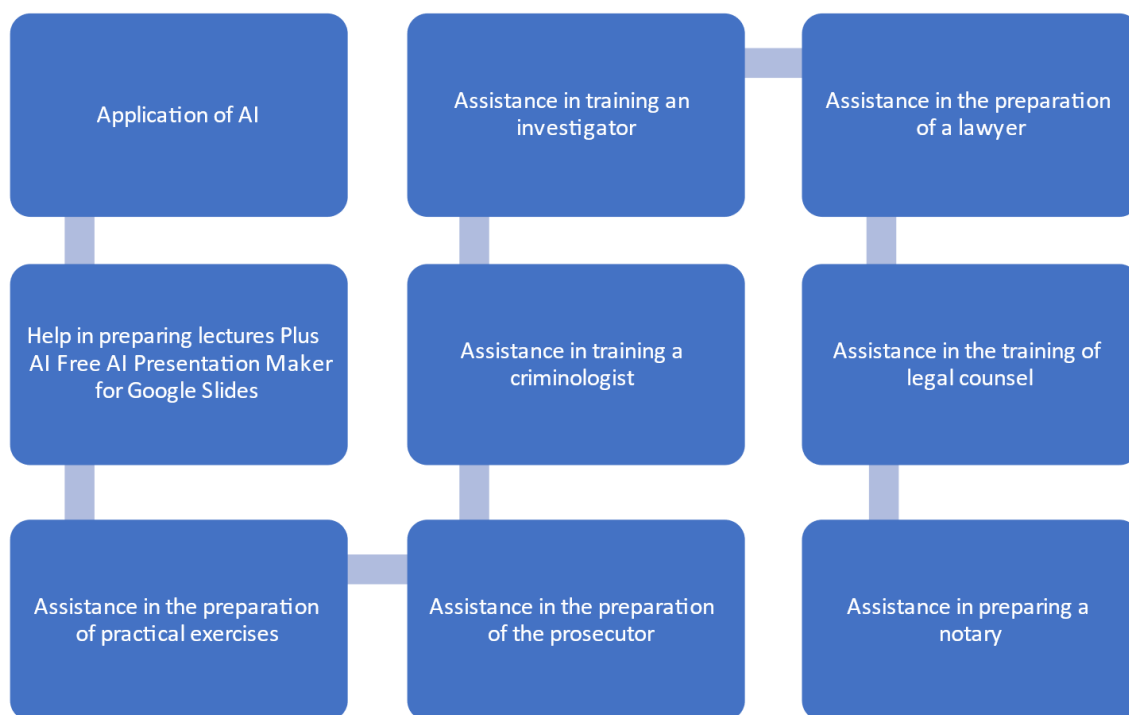 Application of AI
Help in preparing lectures Plus
AI Free AI Presentation Maker
for Google Slides
Assistance in the preparation
of practical exercises
Assistance in the preparation
of the prosecutor
Assistance in training a
criminologist
Assistance in training an
investigator
Assistance in the preparation
of a lawyer
Assistance in the training of
legal counsel
Assistance in preparing a
notary